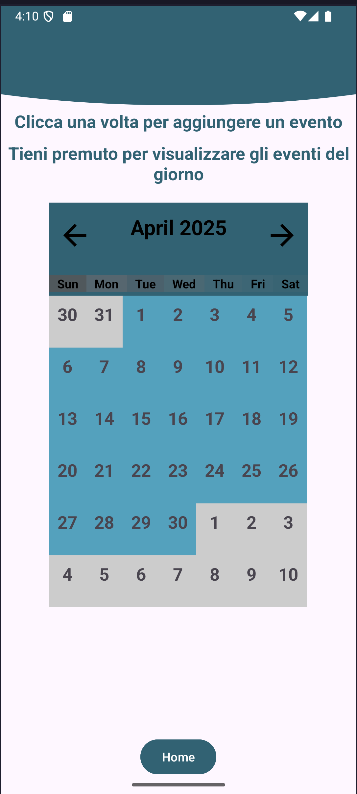 4:10
Clicca una volta per aggiungere un evento
Tieni premuto per visualizzare gli eventi del
giorno
April 2025
Sun Mon Tue Wed Thu Fri Sat
30 31 1 2 3 4 5
6 7 8 9 10 11 12
13 14 15 16 17 18 19
20 21 22 23 24 25 26
27 28 29 30 1 2 3
4 5 6 7 8 9 10
Home